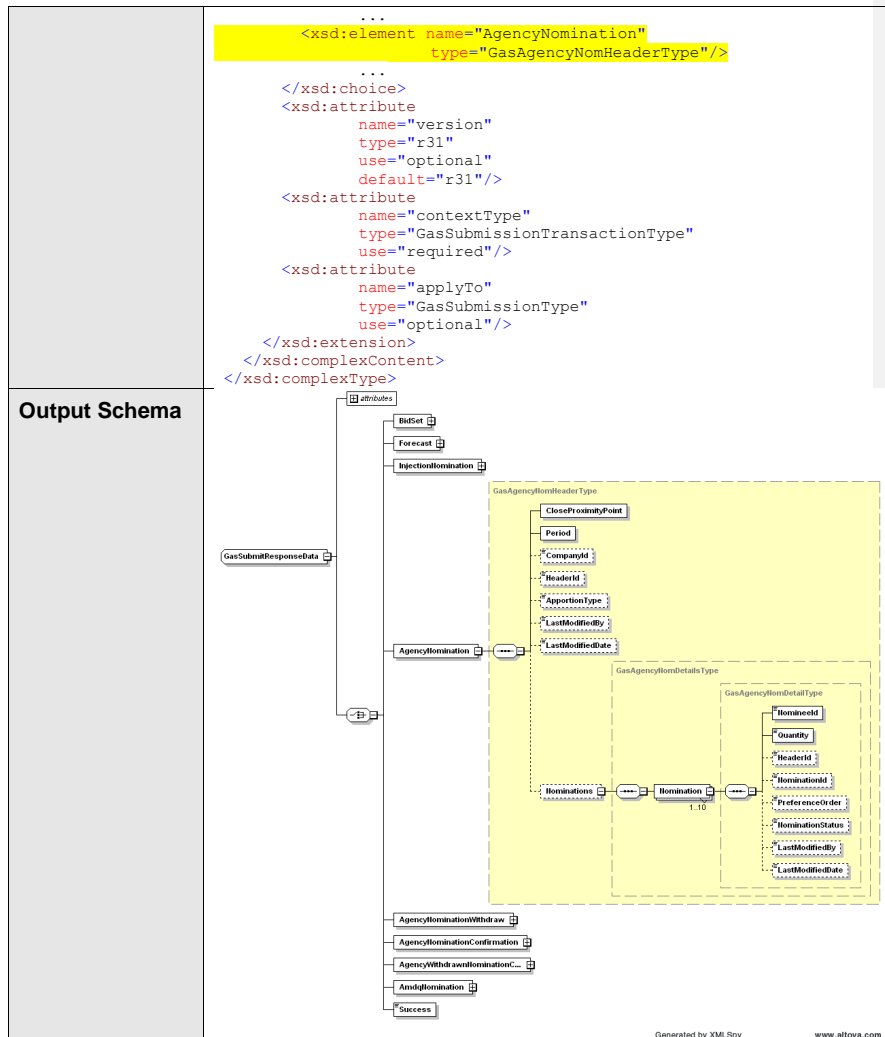 ...
<xsd:element name="AgencyNomination"
type="GasAgencyNomHeaderType"/>
...
</xsd:choice>
<xsd:attribute
name="version"
type="r31"
use="optional"
default="r31"/>
<xsd:attribute
name="contextType"
type="GasSubmissionTransactionType"
use="required"/>
<xsd:attribute
name="applyTo"
type="GasSubmissionType"
use="optional"/>
</xsd:extension>
</xsd:complexContent>
</xsd:complexType>
Output Schema
attributes
BidSet
Forecast
InjectionNomination
GasAgencyNomHeaderType
CloseProximityPoint
Period
GasSubmitResponseData
CompanyId
HeaderId
ApportionType
LastModifiedBy
AgencyNomination
LastModifiedDate
GasAgencyNomDetailsType
GasAgencyNomDetailType
NomineeId
Quantity
HeaderId
NominationId
Nominations
Nomination
1..10
PreferenceOrder
NominationStatus
LastModifiedBy
LastModifiedDate
AgencyNominationWithdraw
AgencyNominationConfirmation
AgencyWithdrawnNominationC...
AmdqNomination
Success
Generated by XMLSpy www.altova.com